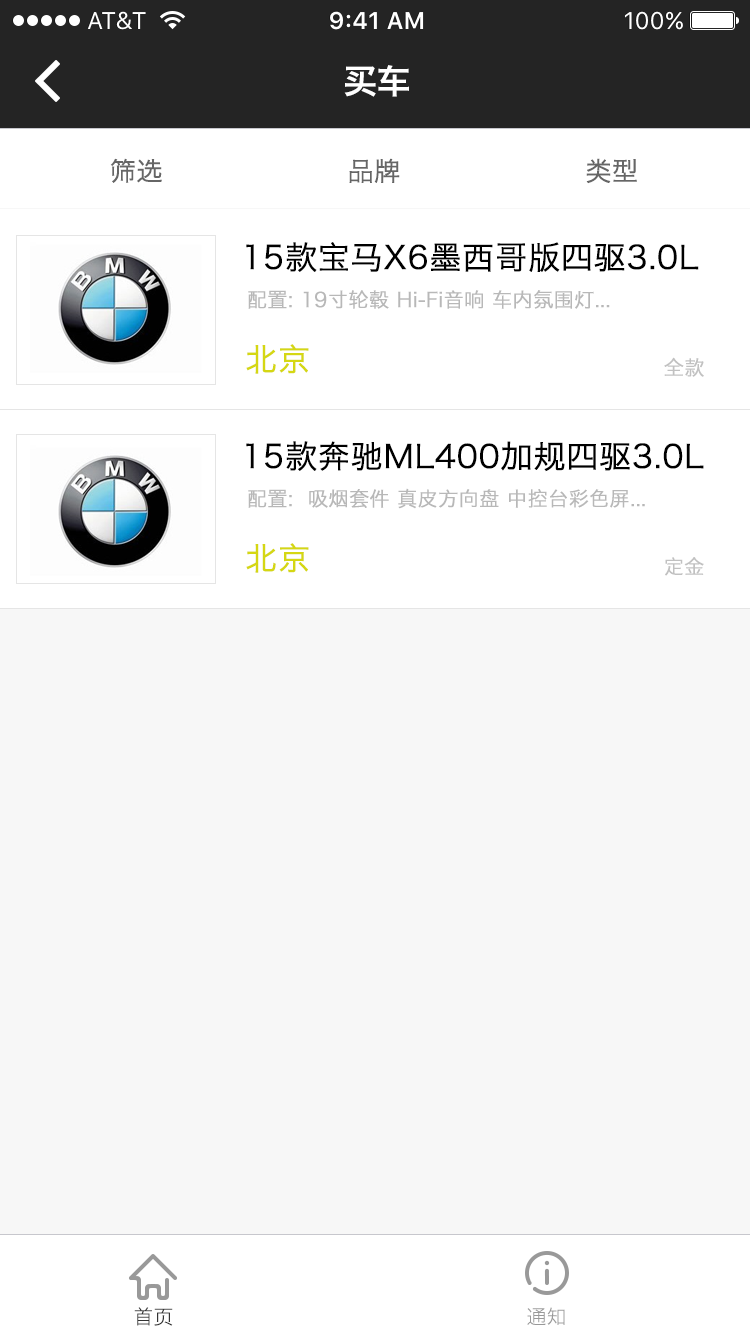 AT&T 9:41 AM 100%
买车
筛选 品牌 类型
BMW
15款宝马X6墨西哥版四驱3.0L
配置: 19寸轮毂 Hi-Fi音响 车内氛围灯...
北京
全款
BMW
15款奔驰ML400加规四驱3.0L
配置: 吸烟套件 真皮方向盘 中控台彩色屏...
北京
定金
首页 通知